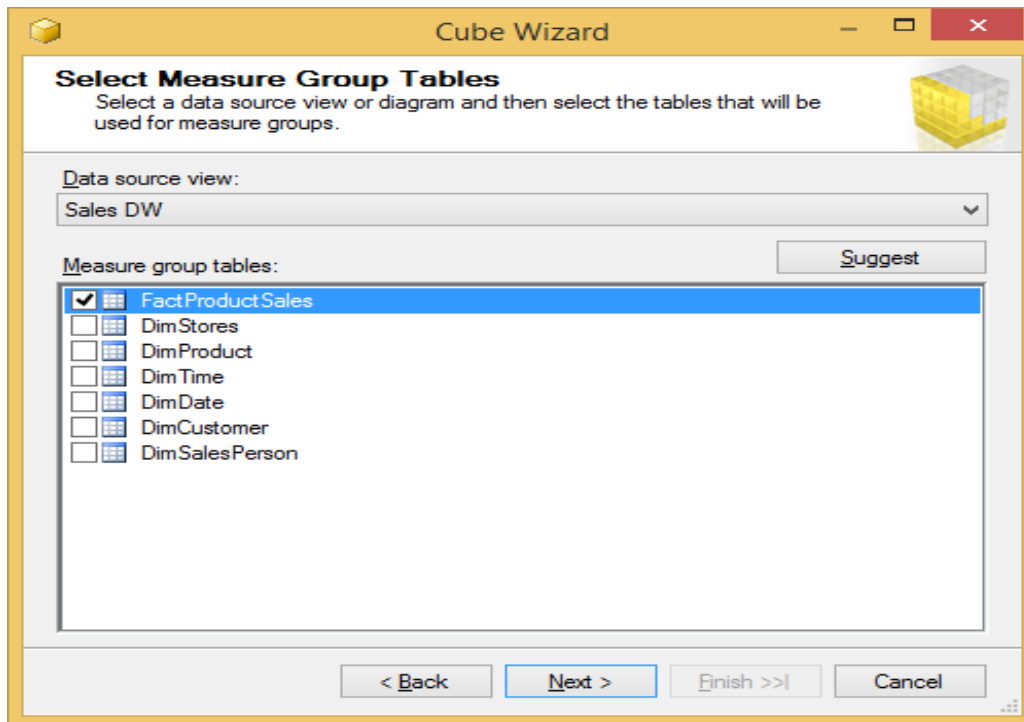 Cube Wizard
Select Measure Group Tables
Select a data source view or diagram and then select the tables that will be
used for measure groups.
Data source view:
Sales DW
Suggest
Measure group tables:
FactProductSales
DimStores
DimProduct
DimTime
DimDate
DimCustomer
DimSalesPerson
< Back Next > Finish >>| Cancel